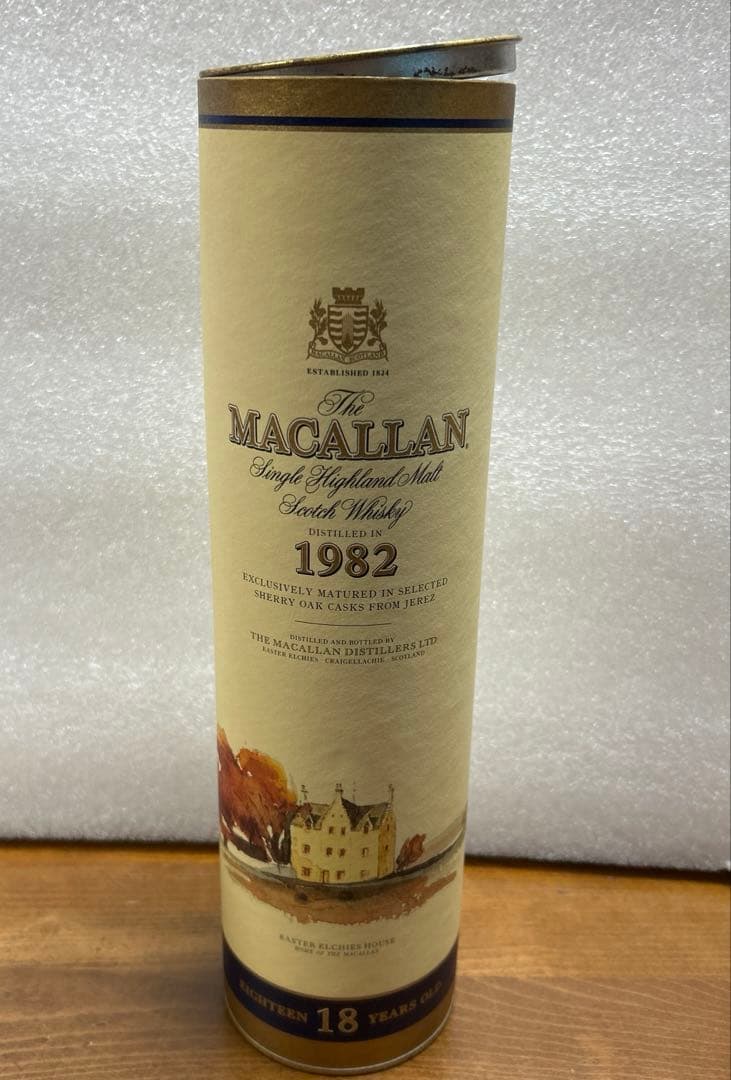 MACALLAN SCOTLAND
ESTABLISHED 1824
The
MACALLAN
Single Highland Malt
Scotch Whisky
DISTILLED IN
1982
EXCLUSIVELY MATURED IN SELECTED
SHERRY OAK CASKS FROM JEREZ
DISTILLED AND BOTTLED BY
THE MACALLAN DISTILLERS LTD
EASTER ELCHIES CRAIGELLACHIE SCOTLAND
EASTER ELCHIES HOUSE
HOME OF THE MACALLAN
EIGHTEEN 18 YEARS OLD